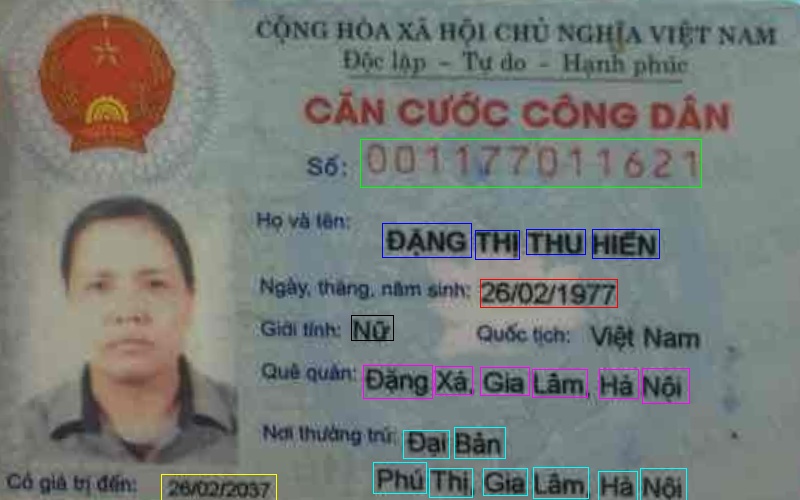 CỘNG HÒA XÃ HỘI CHỦ NGHĨA VIỆT NAM
Độc lập - Tự do - Hạnh phúc
CĂN CƯỚC CÔNG DÂN
Số: 001177011621
Họ và tên:
ĐẶNG THỊ THU HIỀN
Ngày, tháng, năm sinh: 26/02/1977
Giới tính: Nữ Quốc tịch: Việt Nam
Quê quán: Đặng Xá, Gia Lâm, Hà Nội
Nơi thường trú: Đại Bản
Phú Thị, Gia Lâm, Hà Nội
Có giá trị đến: 26/02/2037